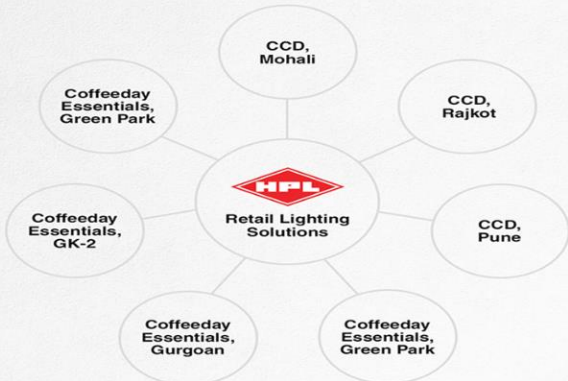 CCD,
Mohali
Coffeeday
Essentials,
Green Park
CCD,
Rajkot
HPL
Retail Lighting
Solutions
Coffeeday
Essentials,
GK-2
CCD,
Pune
Coffeeday
Essentials,
Gurgoan
Coffeeday
Essentials,
Green Park